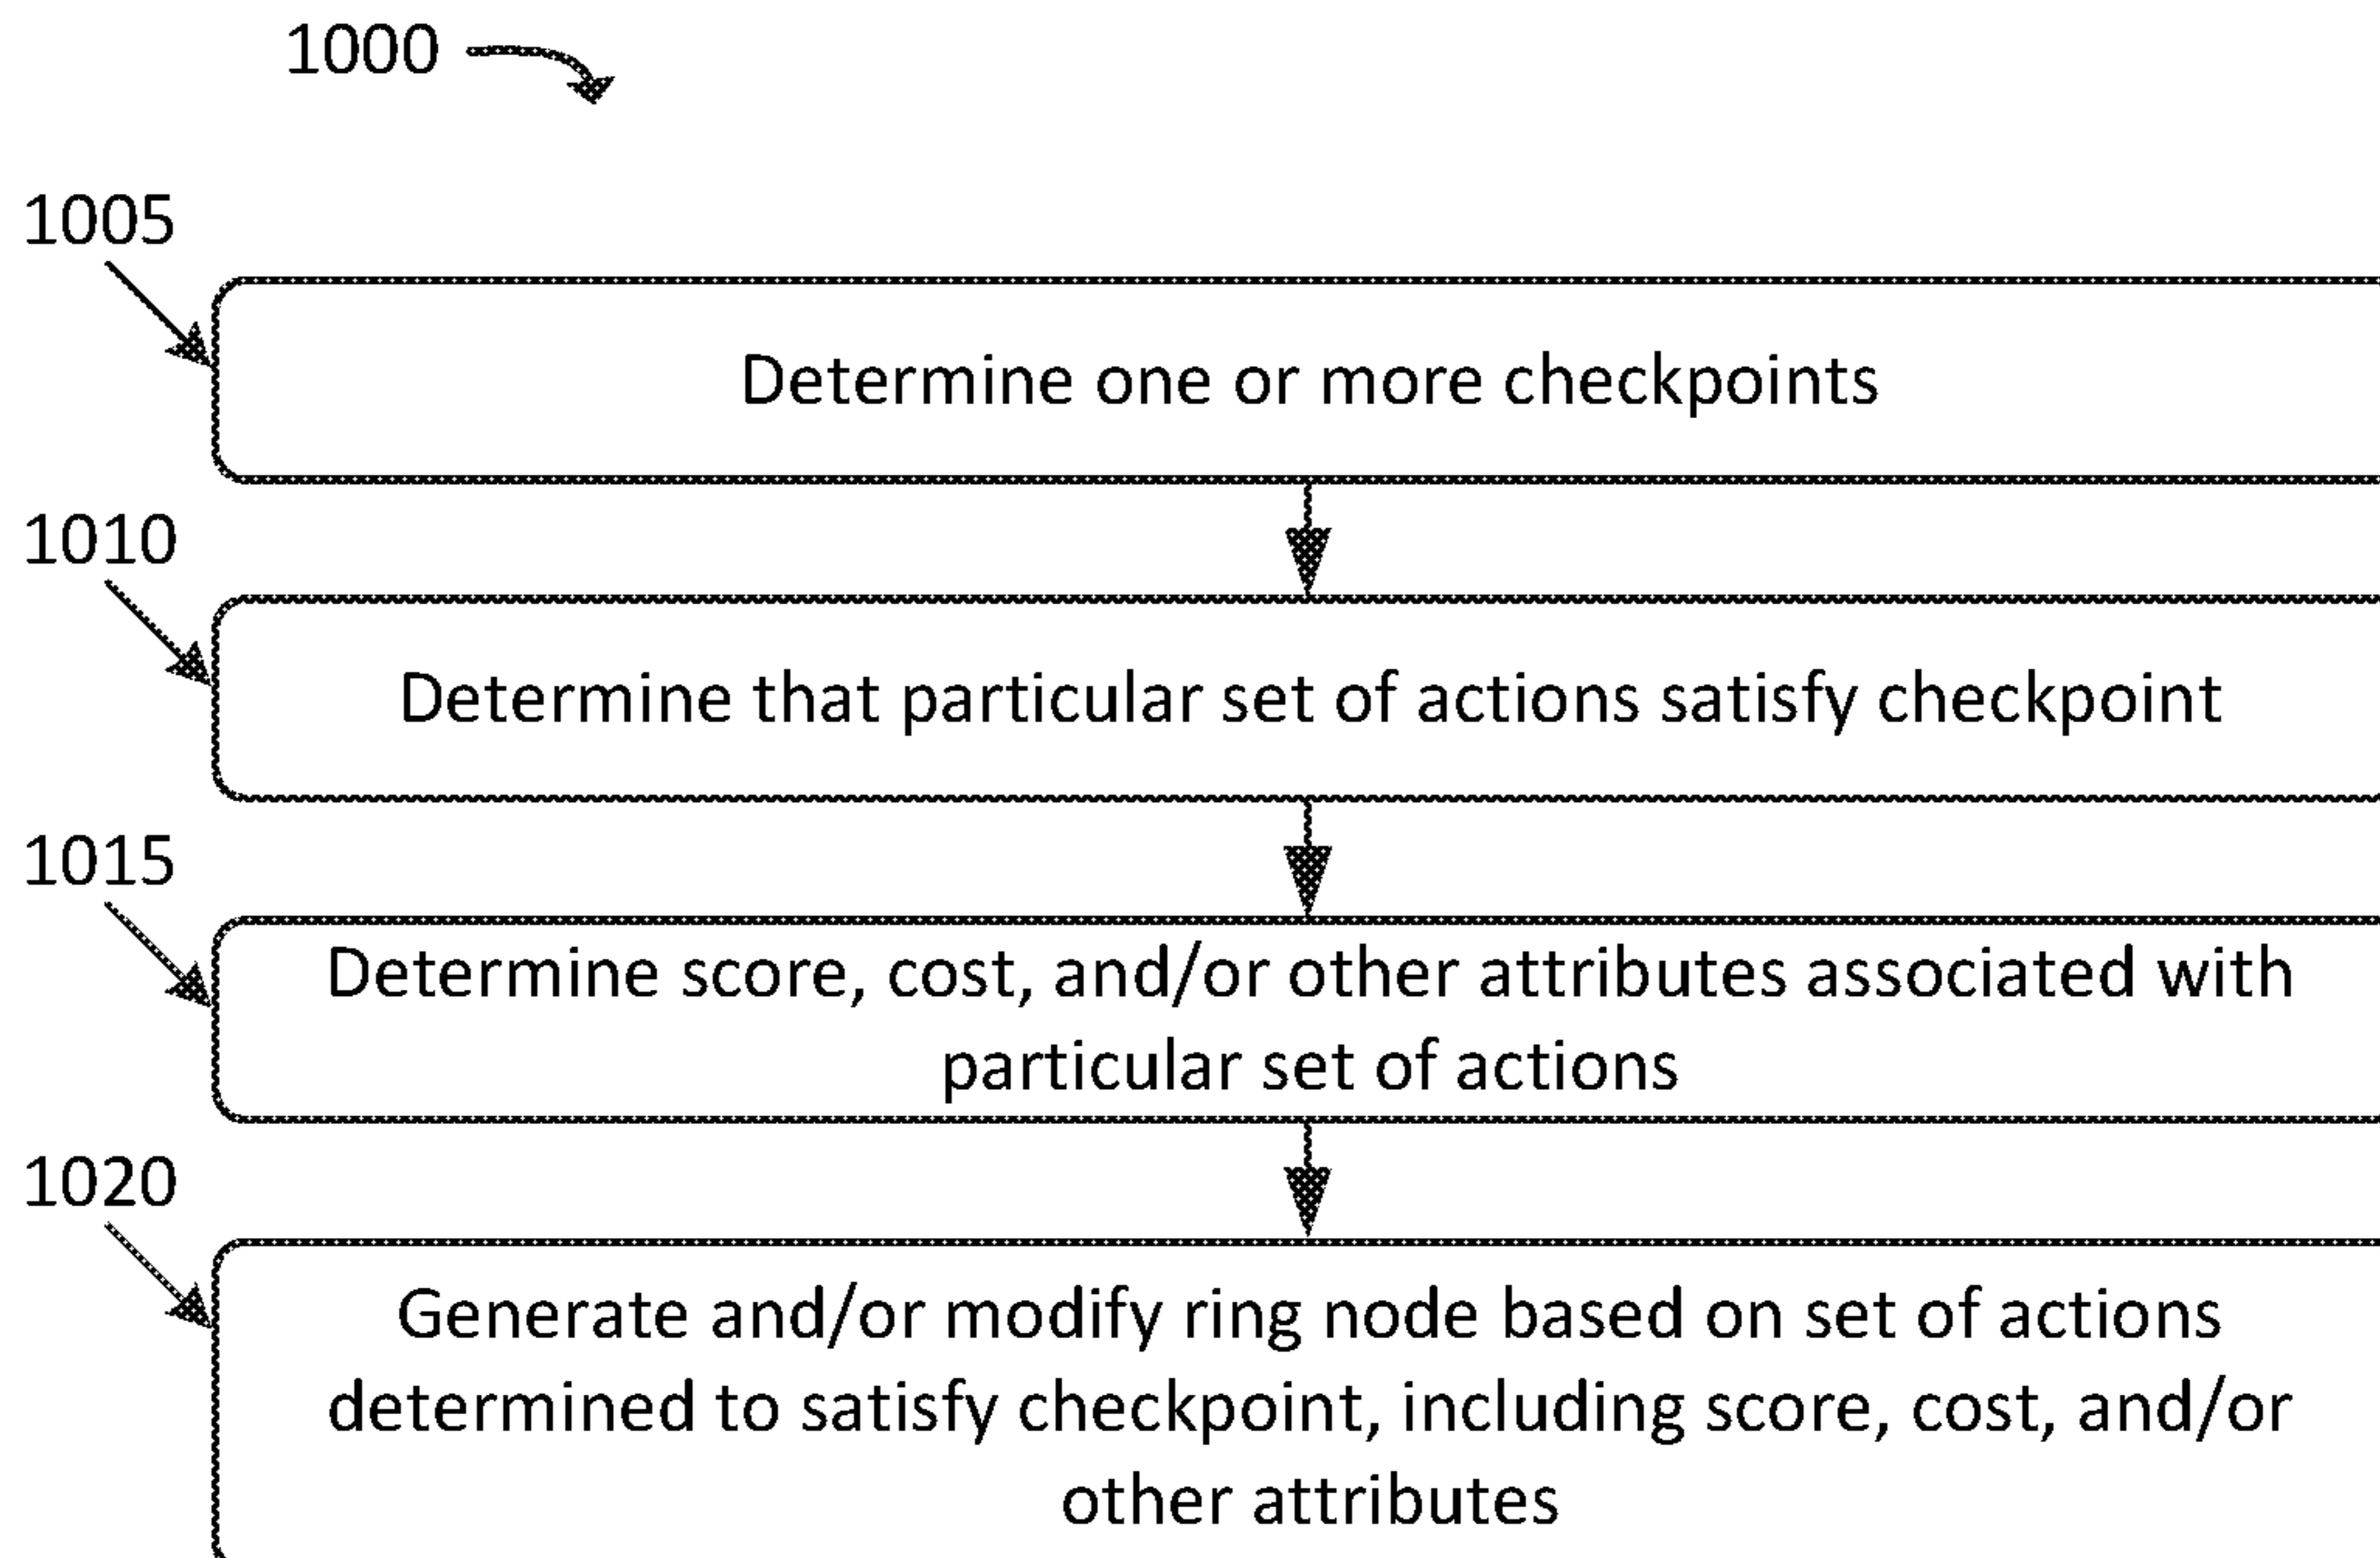 1000
1005
Determine one or more checkpoints
1010
Determine that particular set of actions satisfy checkpoint
1015
Determine score, cost, and/or other attributes associated with
particular set of actions
1020
Generate and/or modify ring node based on set of actions
determined to satisfy checkpoint, including score, cost, and/or
other attributes